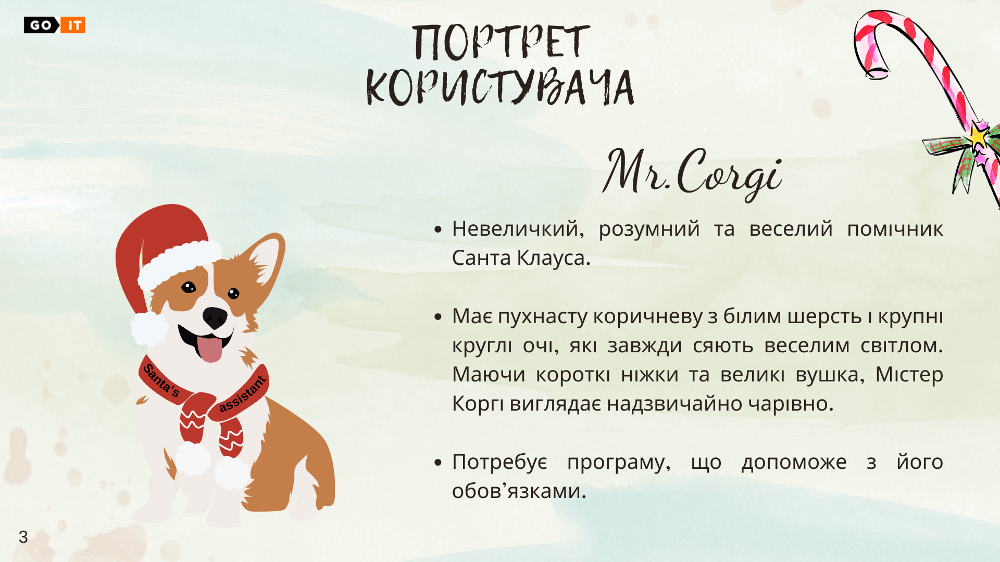 GO IT
ПОРТРЕТ
КОРИСТУВАЧА
Mr.Corgi
• Невеличкий, розумний та веселий помічник
Санта Клауса.
• Має пухнасту коричневу з білим шерсть і крупні
круглі очі, які завжди сяють веселим світлом.
Маючи короткі ніжки та великі вушка, Містер
Коргі виглядає надзвичайно чарівно.
• Потребує програму, що допоможе з його
обов’язками.
Santa’s
assistant
3